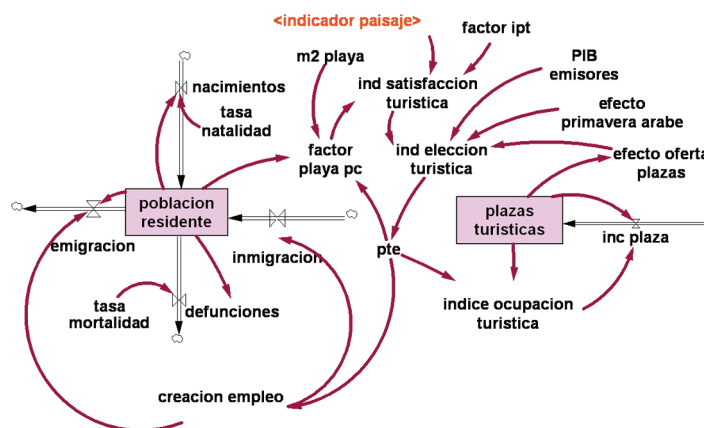 <indicador paisaje>
factor ipt
m2 playa
PIB
emisores
nacimientos
ind satisfaccion
turistica
tasa
natalidad
efecto
primavera arabe
factor
playa pc
ind eleccion
turistica
efecto oferta
plazas
poblacion
residente
plazas
turisticas
emigracion
inmigracion
pte
inc plaza
tasa
mortalidad
defunciones
indice ocupacion
turistica
creacion empleo